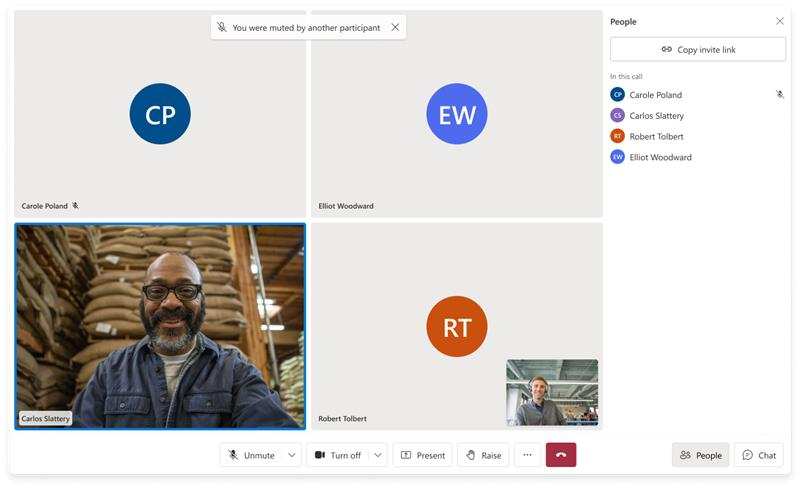 You were muted by another participant
CP
Carole Poland
EW
Elliot Woodward
Carlos Slattery
RT
Robert Tolbert
People
Copy invite link
In this call
CP Carole Poland
CS Carlos Slattery
RT Robert Tolbert
EW Elliot Woodward
Unmute
Turn off
Present
Raise
People
Chat